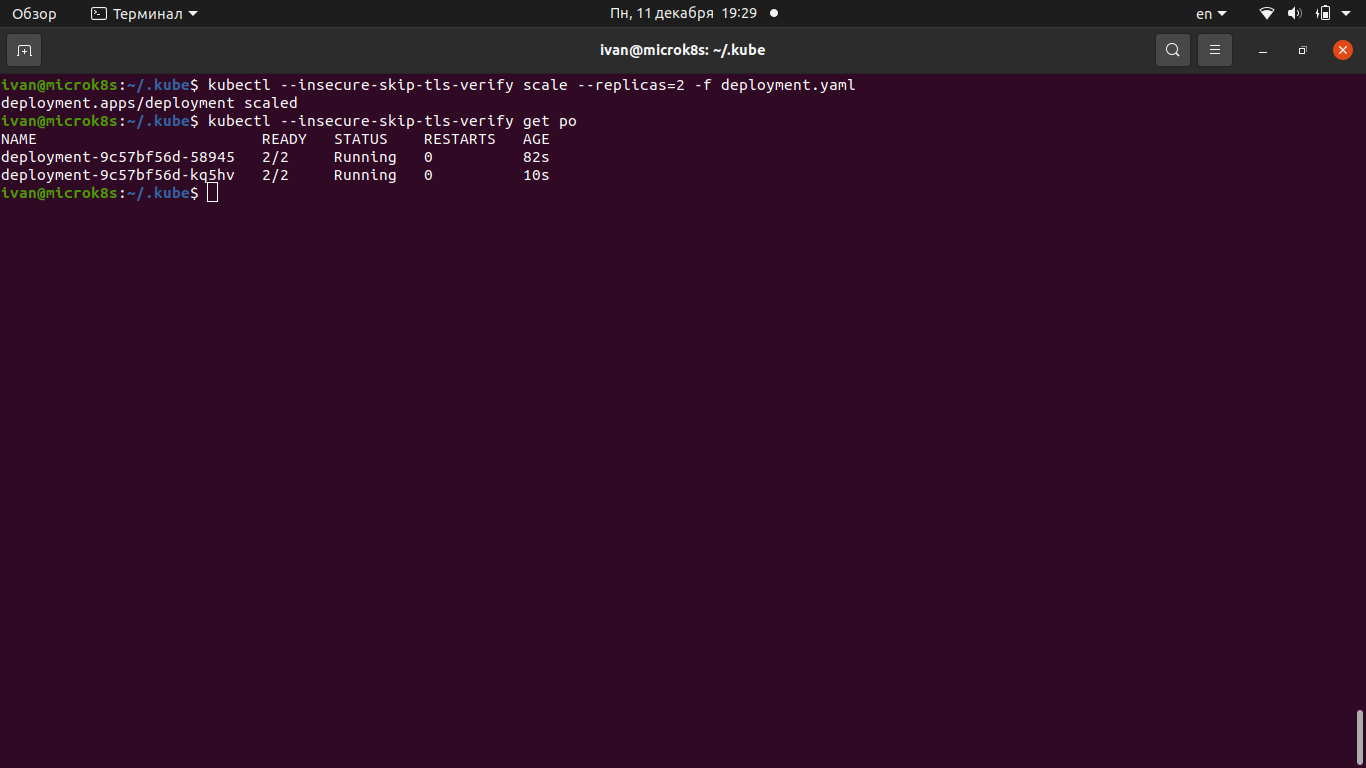 Обзор Терминал Пн, 11 декабря 19:29 en
ivan@microk8s: ~/.kube
ivan@microk8s:~/.kube$ kubectl --insecure-skip-tls-verify scale --replicas=2 -f deployment.yaml
deployment.apps/deployment scaled
ivan@microk8s:~/.kube$ kubectl --insecure-skip-tls-verify get po
NAME READY STATUS RESTARTS AGE
deployment-9c57bf56d-58945 2/2 Running 0 82s
deployment-9c57bf56d-kq5hv 2/2 Running 0 10s
ivan@microk8s:~/.kube$